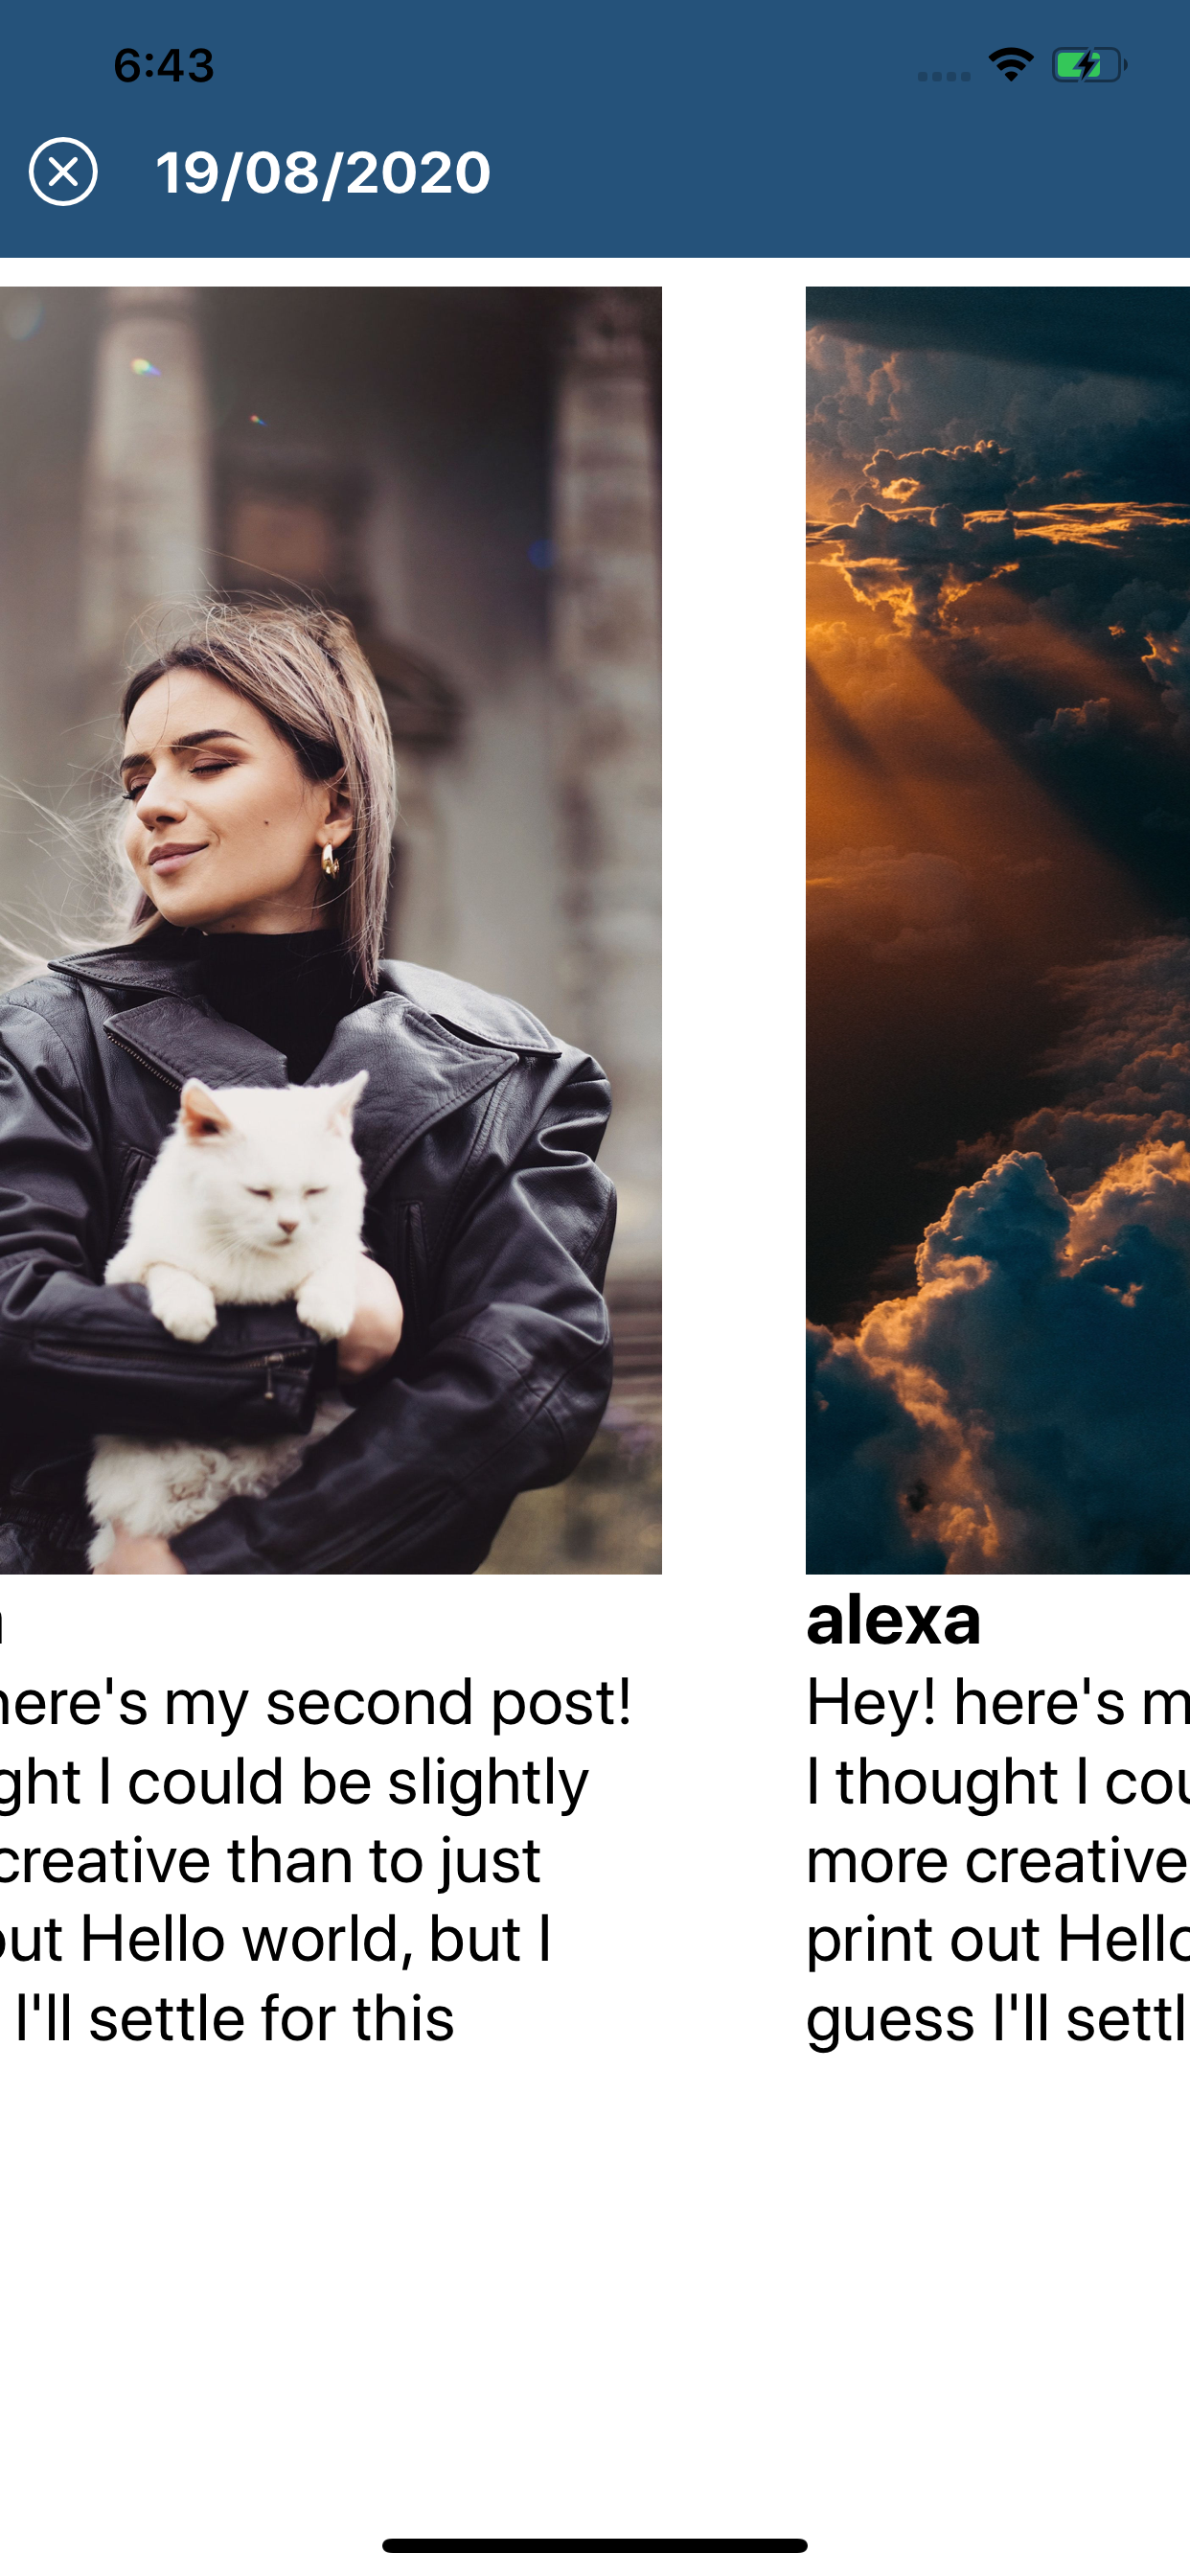 6:43
19/08/2020
here's my second post!
ght I could be slightly
creative than to just
out Hello world, but I
I'll settle for this
alexa
Hey! here's m
I thought I cou
more creative
print out Hello
guess I'll settl